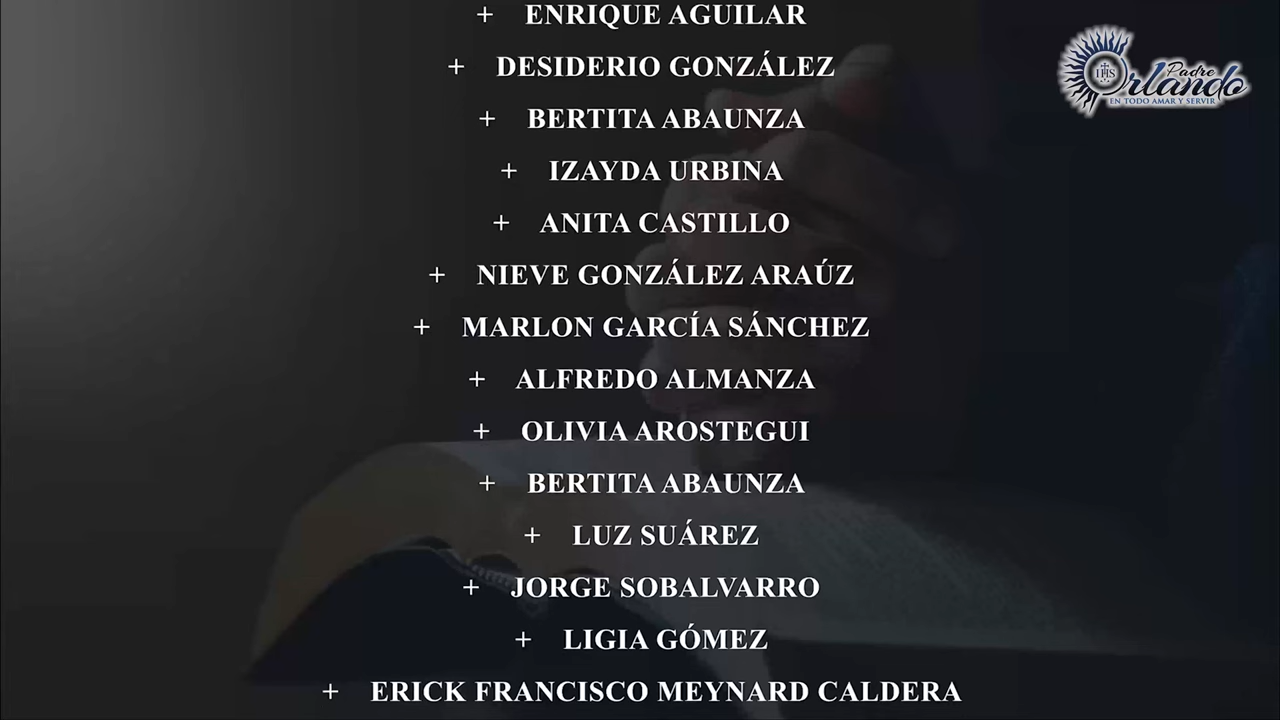 + ENRIQUE AGUILAR
+ DESIDERIO GONZÁLEZ
+ BERTITA ABAUNZA
+ IZAYDA URBINA
+ ANITA CASTILLO
+ NIEVE GONZÁLEZ ARAÚZ
+ MARLON GARCÍA SÁNCHEZ
+ ALFREDO ALMANZA
+ OLIVIA AROSTEGUI
+ BERTITA ABAUNZA
+ LUZ SUÁREZ
+ JORGE SOBALVARRO
+ LIGIA GÓMEZ
+ ERICK FRANCISCO MEYNARD CALDERA
IHS
Padre
Orlando
EN TODO AMAR Y SERVIR